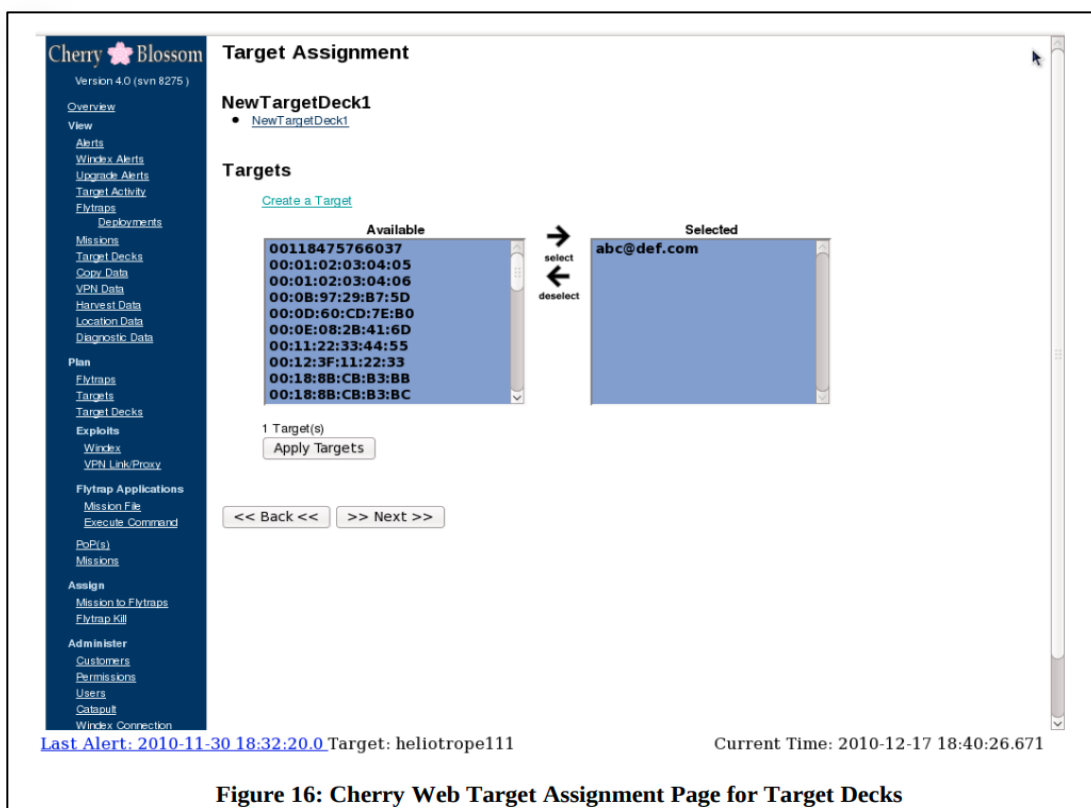 Cherry Blossom
Version 4.0 (svn 8275 )
Overview
View
Alerts
Windex Alerts
Upgrade Alerts
Target Activity
Flytraps
Deployments
Missions
Target Decks
Copy Data
VPN Data
Harvest Data
Location Data
Diagnostic Data
Plan
Flytraps
Targets
Target Decks
Exploits
Windex
VPN Link/Proxy
Flytrap Applications
Mission File
Execute Command
PoP(s)
Missions
Assign
Mission to Flytraps
Flytrap Kill
Administer
Customers
Permissions
Users
Catapult
Windex Connection
Target Assignment
NewTargetDeck1
• NewTargetDeck1
Targets
Create a Target
Available
00118475766037
00:01:02:03:04:05
00:01:02:03:04:06
00:0B:97:29:B7:5D
00:0D:60:CD:7E:B0
00:0E:08:2B:41:6D
00:11:22:33:44:55
00:12:3F:11:22:33
00:18:8B:CB:B3:BB
00:18:8B:CB:B3:BC
select
deselect
Selected
abc@def.com
1 Target(s)
Apply Targets
<< Back << >> Next >>
Last Alert: 2010-11-30 18:32:20.0 Target: heliotrope111 Current Time: 2010-12-17 18:40:26.671
Figure 16: Cherry Web Target Assignment Page for Target Decks